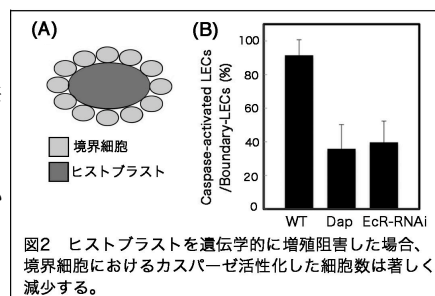 (A)
境界細胞
ヒストブラスト
(B)
Caspase-activated LECs
/Boundary-LECs (%)
100
80
60
40
20
0
WT Dap EcR-RNAi
図2 ヒストブラストを遺伝学的に増殖阻害した場合、
境界細胞におけるカスパーゼ活性化した細胞数は著しく
減少する。